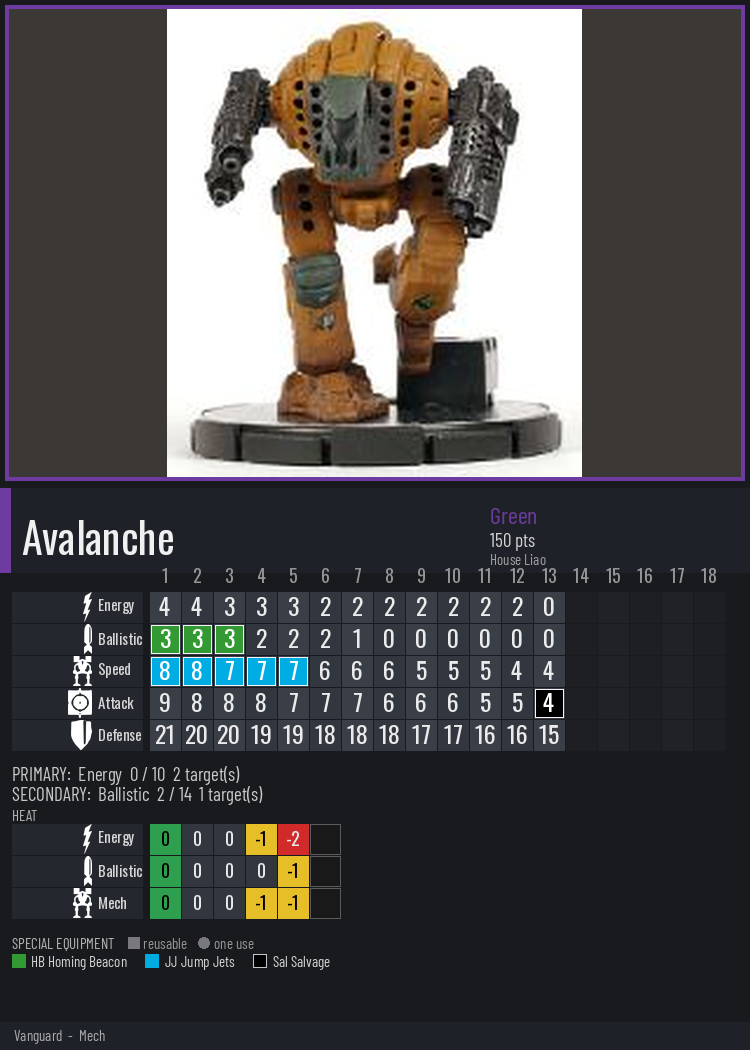 Avalanche
Green
150 pts
House Liao
1 2 3 4 5 6 7 8 9 10 11 12 13 14 15 16 17 18
Energy 4 4 3 3 3 2 2 2 2 2 2 2 0
Ballistic 3 3 3 2 2 2 1 0 0 0 0 0 0
Speed 8 8 7 7 7 6 6 6 5 5 5 4 4
Attack 9 8 8 8 7 7 7 6 6 6 5 5 4
Defense 21 20 20 19 19 18 18 18 17 17 16 16 15
PRIMARY: Energy 0 / 10 2 target(s)
SECONDARY: Ballistic 2 / 14 1 target(s)
HEAT
Energy 0 0 0 -1 -2
Ballistic 0 0 0 0 -1
Mech 0 0 0 -1 -1
SPECIAL EQUIPMENT reusable one use
HB Homing Beacon JJ Jump Jets Sal Salvage
Vanguard - Mech